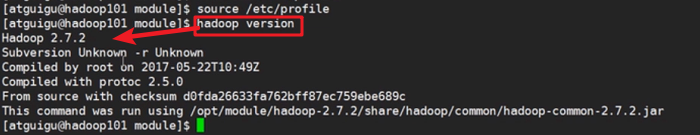 [atguigu@hadoop101 module]$ source /etc/profile
[atguigu@hadoop101 module]$ hadoop version
Hadoop 2.7.2
Subversion Unknown -r Unknown
Compiled by root on 2017-05-22T10:49Z
Compiled with protoc 2.5.0
From source with checksum d0fda26633fa762bff87ec759ebe689c
This command was run using /opt/module/hadoop-2.7.2/share/hadoop/common/hadoop-common-2.7.2.jar
[atguigu@hadoop101 module]$